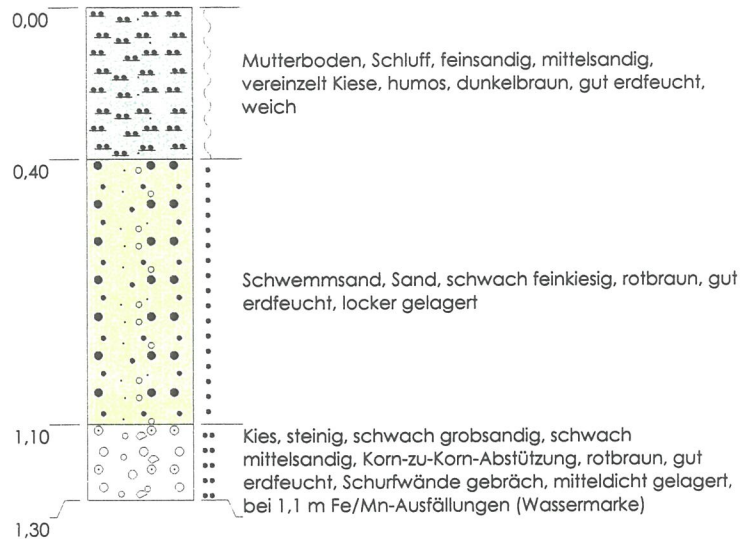 0,00
Mutterboden, Schluff, feinsandig, mittelsandig,
vereinzelt Kiese, humos, dunkelbraun, gut erdfeucht,
weich
0,40
Schwemmsand, Sand, schwach feinkiesig, rotbraun, gut
erdfeucht, locker gelagert
1,10
Kies, steinig, schwach grobsandig, schwach
mittelsandig, Korn-zu-Korn-Abstützung, rotbraun, gut
erdfeucht, Schurfwände gebräch, mitteldicht gelagert,
bei 1,1 m Fe/Mn-Ausfällungen (Wassermarke)
1,30